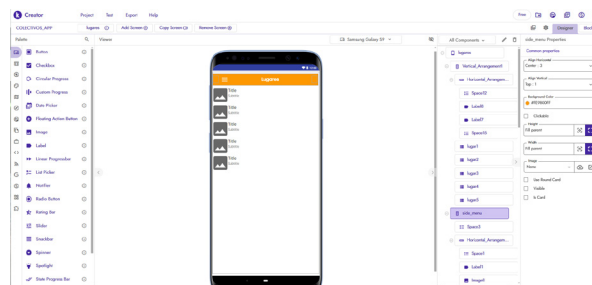 Creator Project Test Export Help Free
COLECTIVOS_APP lugares Add Screen Copy Screen Remove Screen Designer Block
Palette Viewer Samsung Galaxy S9 All Components side_menu Properties
Button
Checkbox
Circular Progress
Custom Progress
Date Picker
Floating Action Button
Image
Label
Linear Progressbar
List Picker
Notifier
Radio Button
Rating Bar
Slider
Snackbar
Spinner
Spotlight
State Progress Bar
Lugares
Title
Subtitle
Title
Subtitle
Title
Subtitle
Title
Subtitle
Title
Subtitle
lugares
Vertical_Arrangement1
Horizontal_Arrangem...
Space12
Label6
Label7
Space13
lugar1
lugar2
lugar3
lugar4
lugar5
side_menu
Space3
Horizontal_Arrangem...
Space1
Label1
Image1
Common properties
Align Horizontal
Center : 3
Align Vertical
Top : 1
Background Color
Clickable
Height
Fill parent
Width
Fill parent
Image
None
Use Round Card
Visible
Is Card